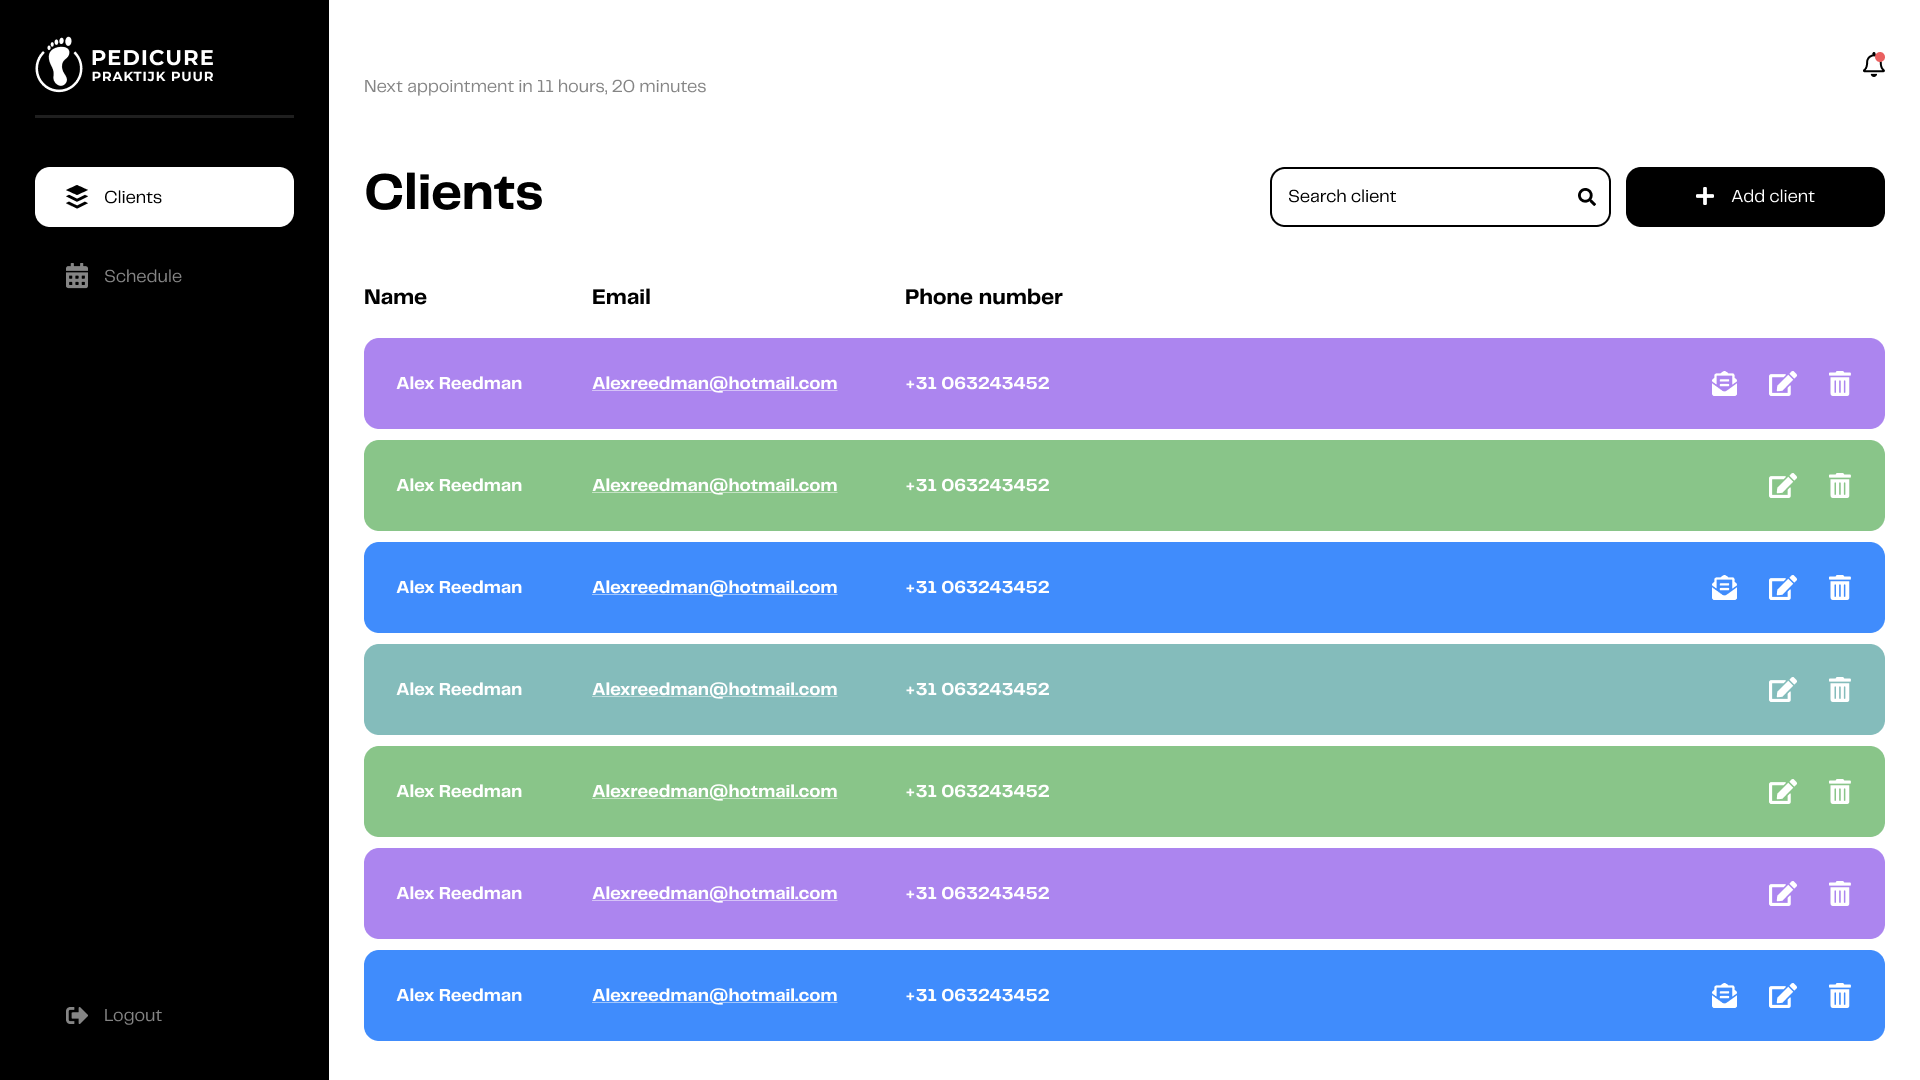 PEDICURE
PRAKTIJK PUUR
Clients
Schedule
Logout
Next appointment in 11 hours, 20 minutes
Clients
Search client
Add client
Name Email Phone number
Alex Reedman Alexreedman@hotmail.com +31 063243452
Alex Reedman Alexreedman@hotmail.com +31 063243452
Alex Reedman Alexreedman@hotmail.com +31 063243452
Alex Reedman Alexreedman@hotmail.com +31 063243452
Alex Reedman Alexreedman@hotmail.com +31 063243452
Alex Reedman Alexreedman@hotmail.com +31 063243452
Alex Reedman Alexreedman@hotmail.com +31 063243452